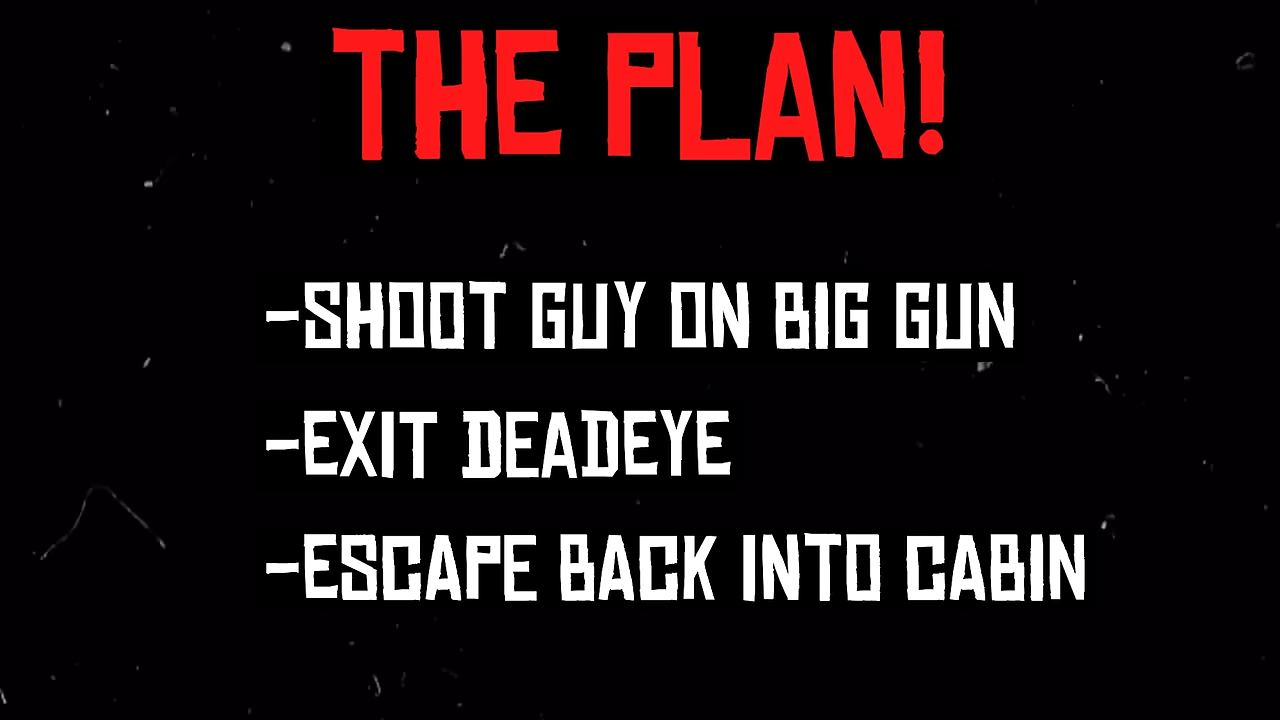 THE PLAN!
-SHOOT GUY ON BIG GUN
-EXIT DEADEYE
-ESCAPE BACK INTO CABIN